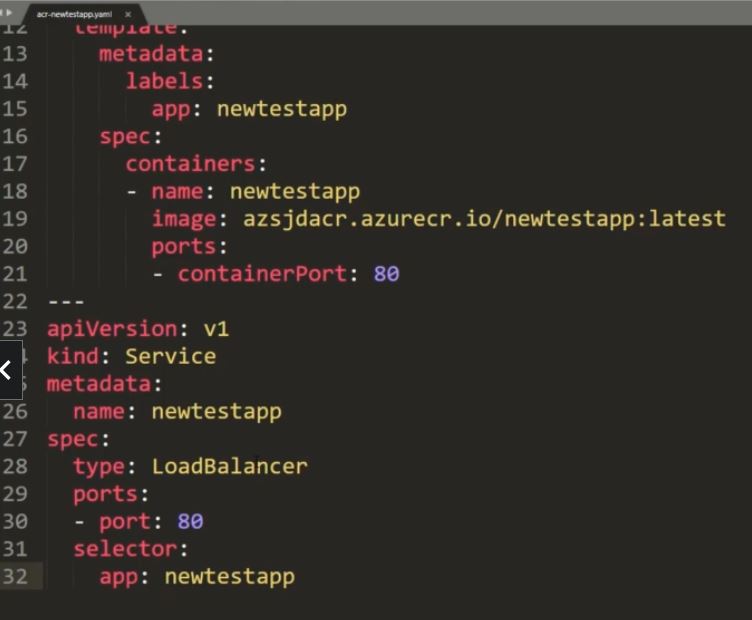 acr-newtestapp.yaml ×
12 template:
13 metadata:
14 labels:
15 app: newtestapp
16 spec:
17 containers:
18 - name: newtestapp
19 image: azsjdacr.azurecr.io/newtestapp:latest
20 ports:
21 - containerPort: 80
22 ---
23 apiVersion: v1
kind: Service
metadata:
26 name: newtestapp
27 spec:
28 type: LoadBalancer
29 ports:
30 - port: 80
31 selector:
32 app: newtestapp